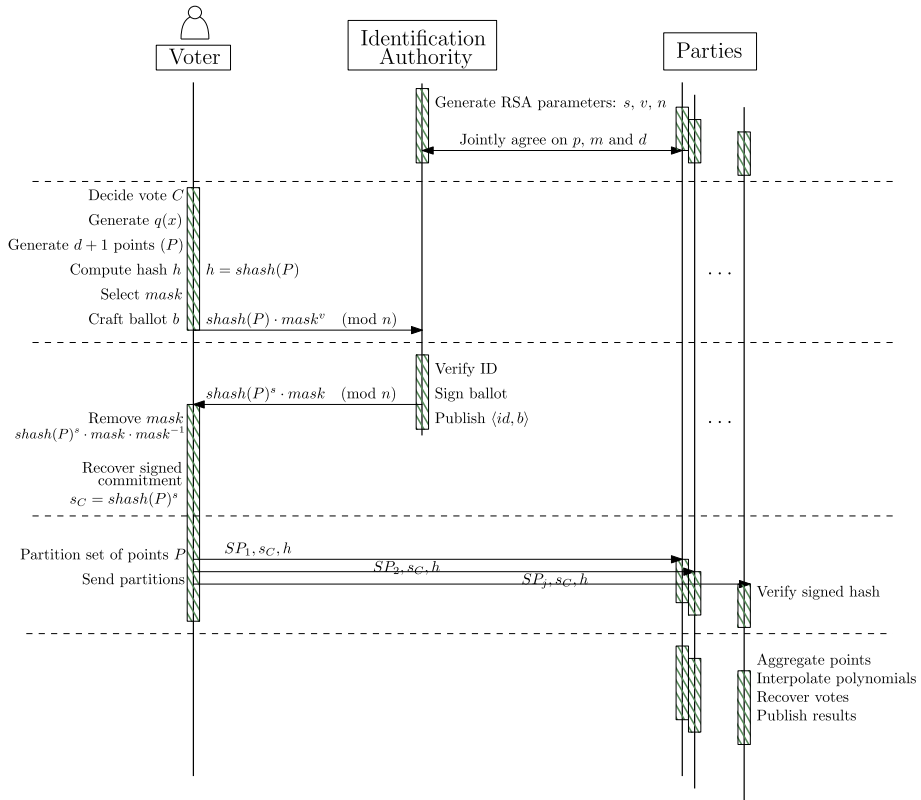 Voter
Identification
Authority
Parties
Generate RSA parameters: s, v, n
Jointly agree on p, m and d
Decide vote C
Generate q(x)
Generate d + 1 points (P)
Compute hash h
h = shash(P)
. . .
Select mask
Craft ballot b
shash(P) · mask^v (mod n)
Verify ID
shash(P)^s · mask (mod n)
Sign ballot
Remove mask
Publish ⟨id, b⟩
. . .
shash(P)^s · mask · mask^−1
Recover signed
commitment
s_C = shash(P)^s
Partition set of points P
SP_1, s_C, h
SP_2, s_C, h
Send partitions
SP_j, s_C, h
Verify signed hash
Aggregate points
Interpolate polynomials
Recover votes
Publish results